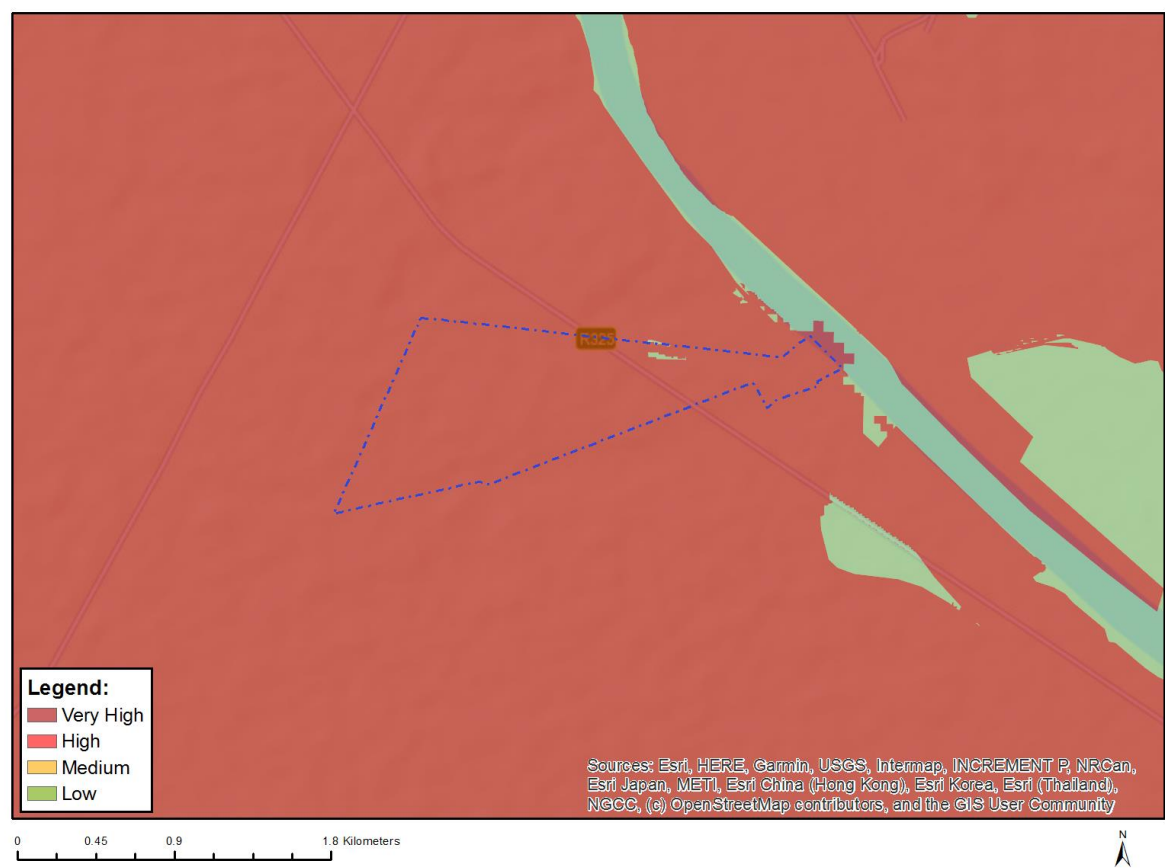 R325
Legend:
Very High
High
Medium
Low
Sources: Esri, HERE, Garmin, USGS, Intermap, INCREMENT P, NRCan,
Esri Japan, METI, Esri China (Hong Kong), Esri Korea, Esri (Thailand),
NGCC, (c) OpenStreetMap contributors, and the GIS User Community
0 0.45 0.9 1.8 Kilometers
N